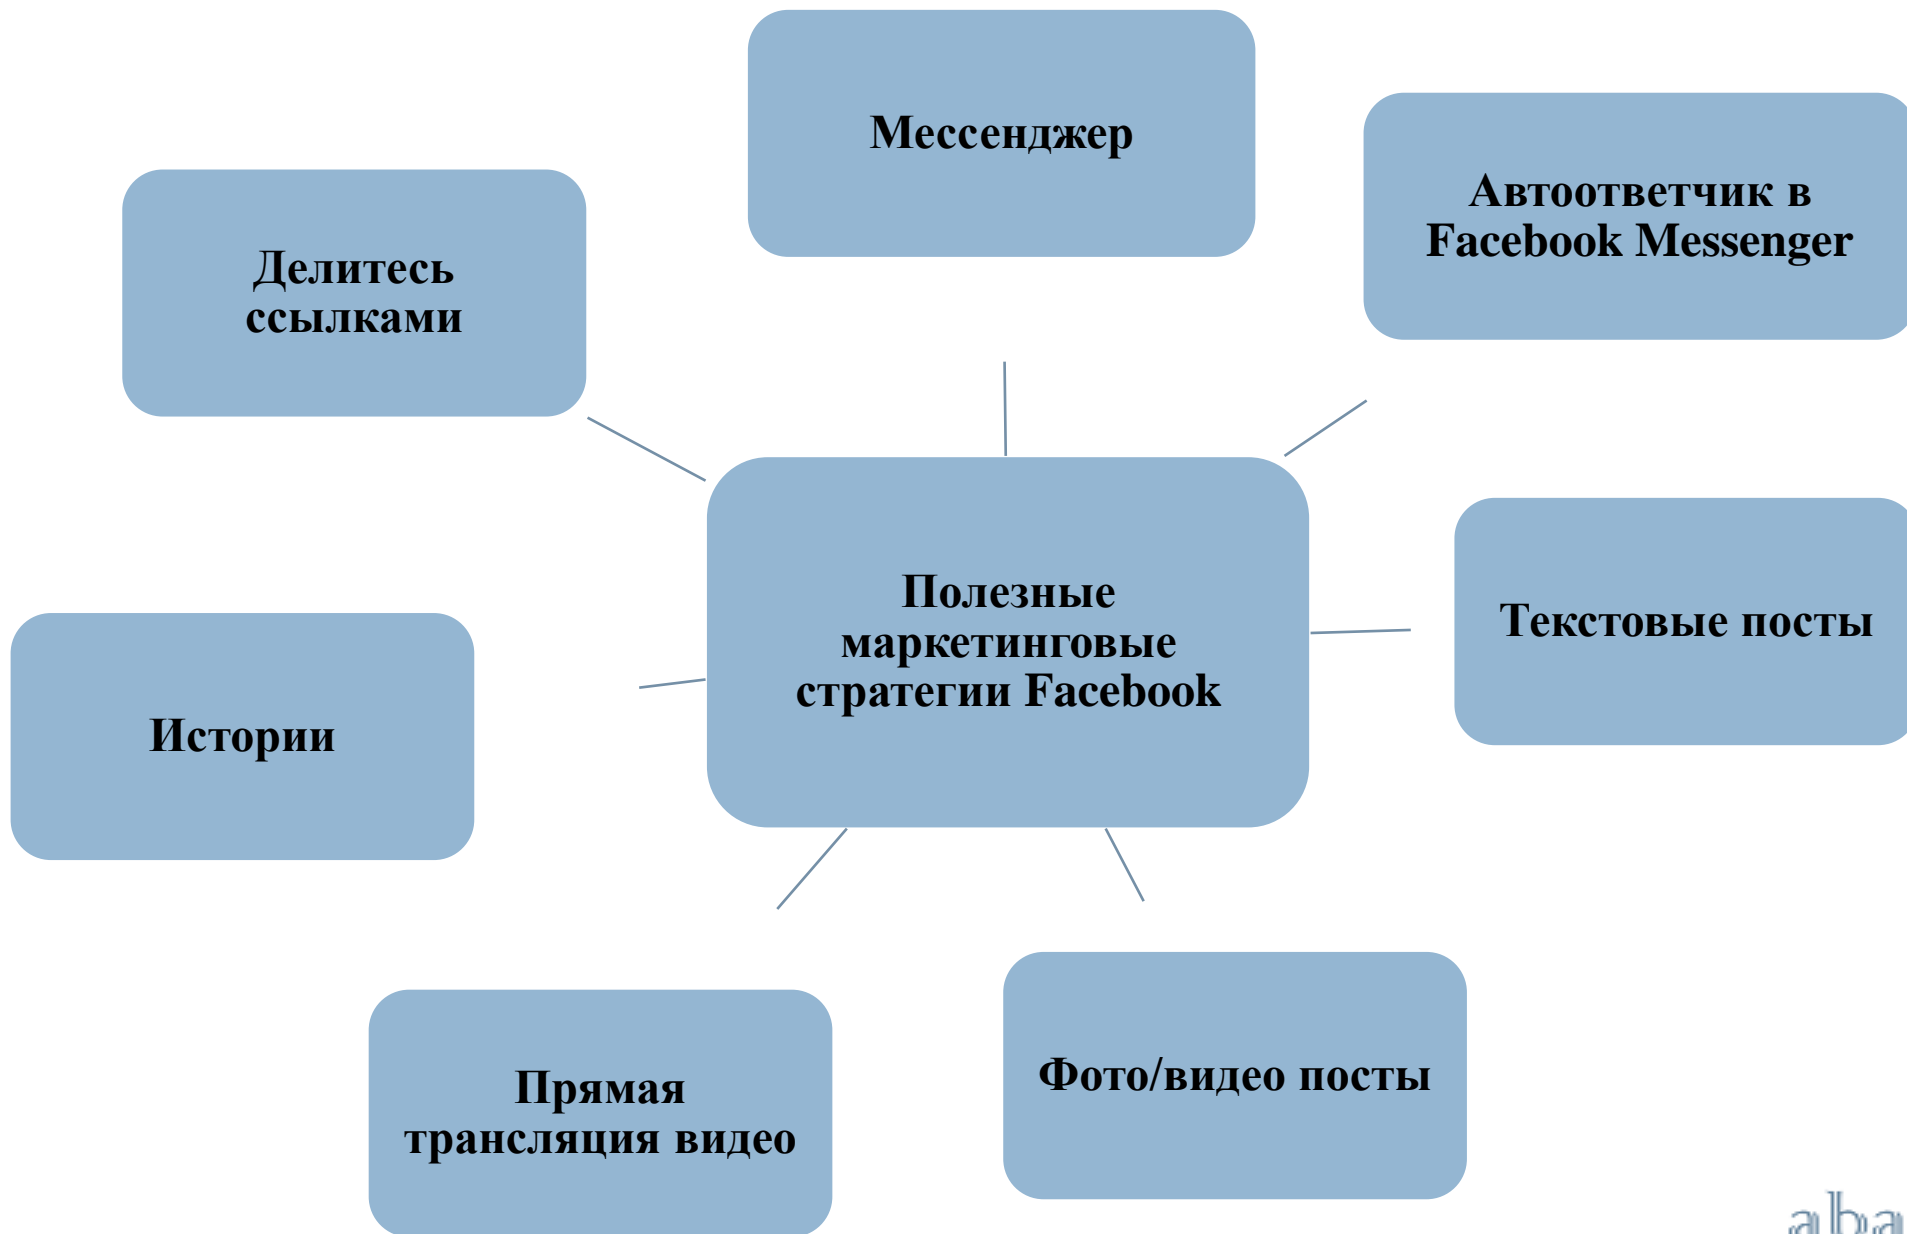 Мессенджер
Автоответчик в
Facebook Messenger
Делитесь
ссылками
Полезные
маркетинговые
стратегии Facebook
Текстовые посты
Истории
Фото/видео посты
Прямая
трансляция видео
aba